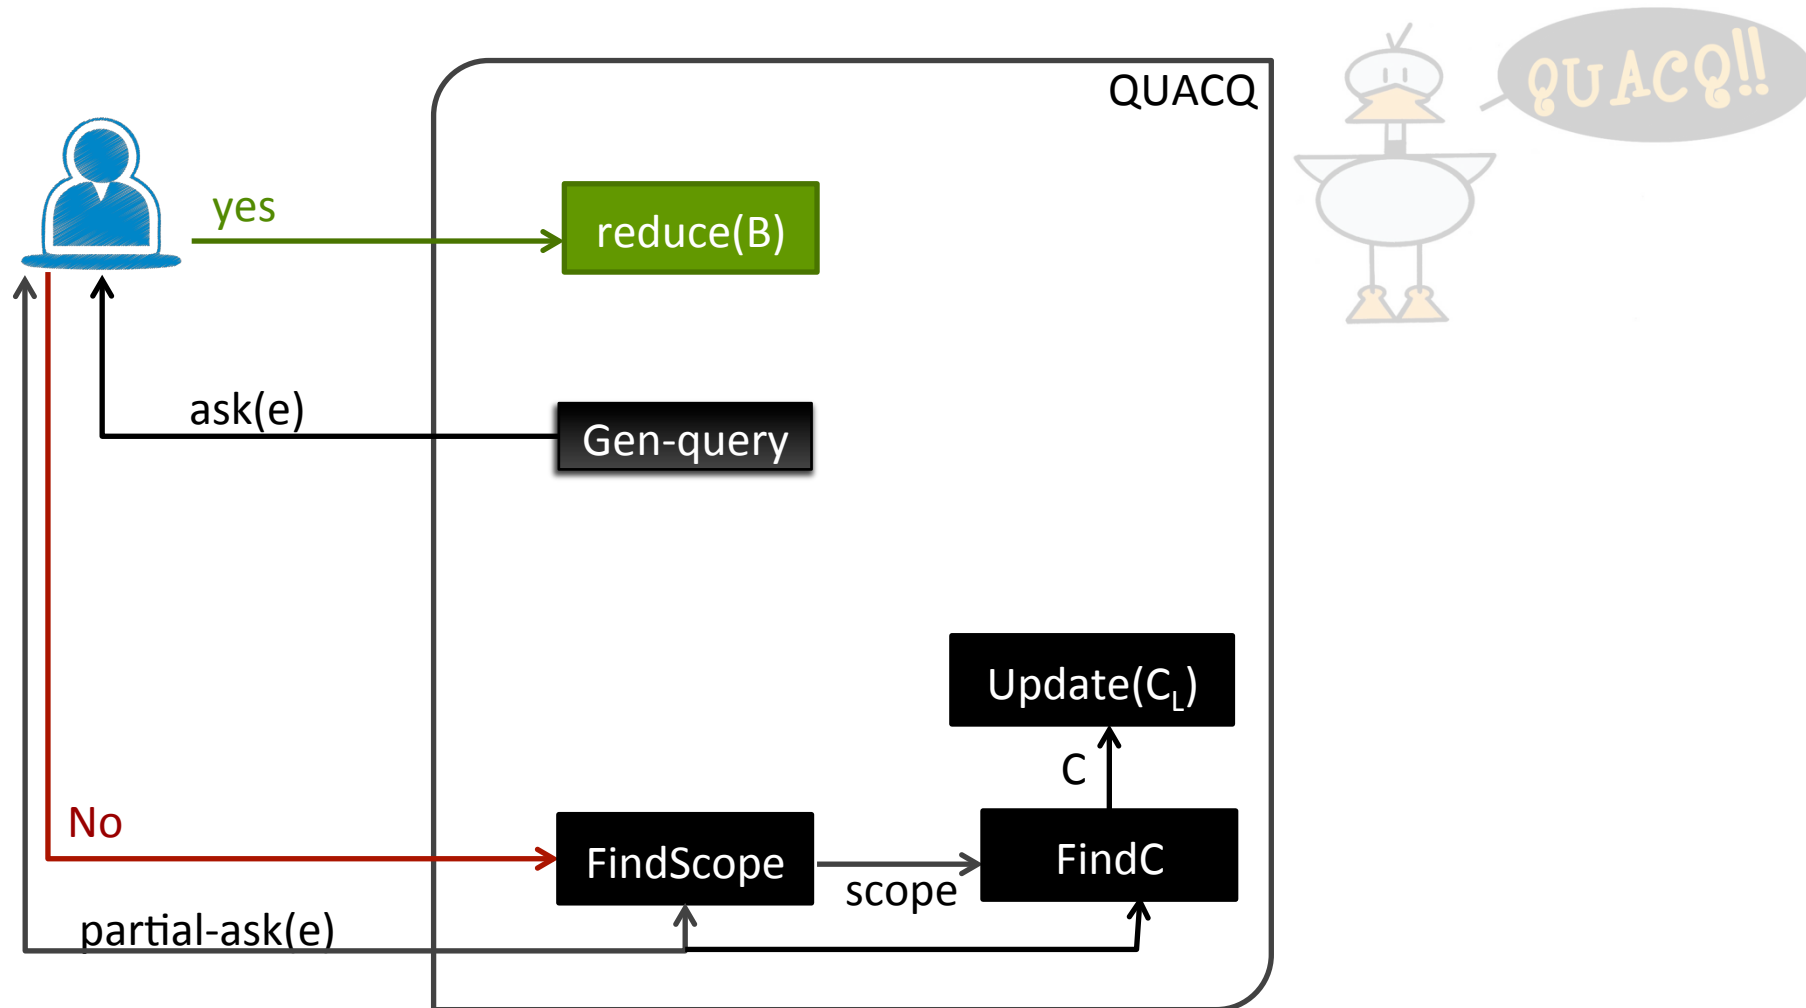 QUACQ!!
QUACQ
yes
reduce(B)
ask(e)
Gen-query
Update(C_L)
C
No
FindScope
FindC
scope
partial-ask(e)